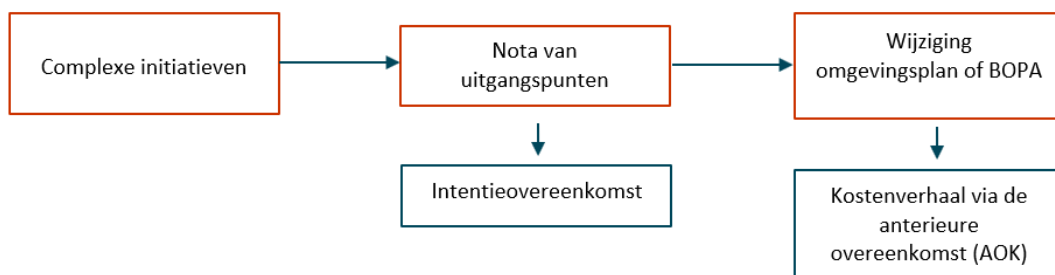 Complexe initiatieven
Nota van
uitgangspunten
Wijziging
omgevingsplan of BOPA
Intentieovereenkomst
Kostenverhaal via de
anterieure
overeenkomst (AOK)